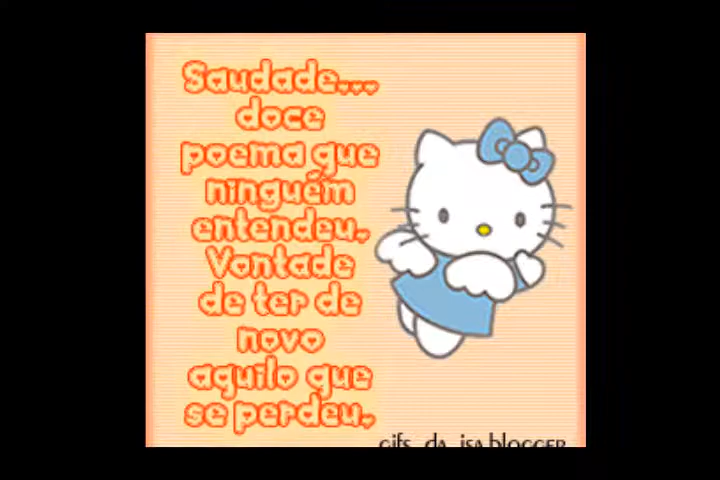 Saudade...
doce
poema que
ninguém
entendeu.
Vontade
de ter de
novo
aquilo que
se perdeu.
gifs_da_isa.blogger